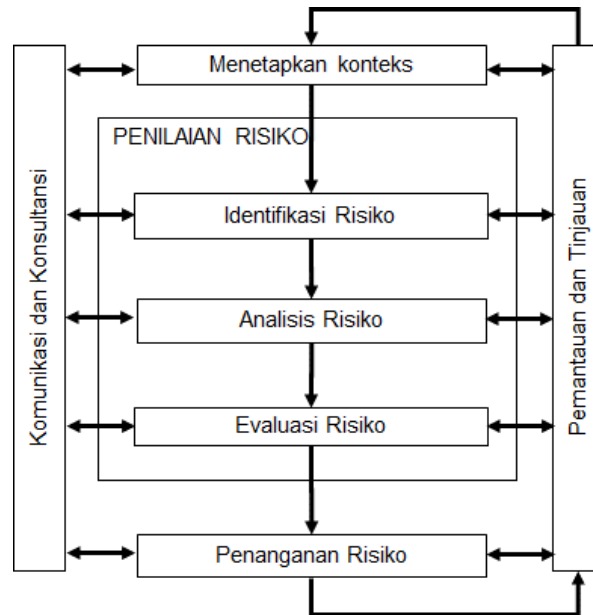 Menetapkan konteks
PENILAIAN RISIKO
Identifikasi Risiko
Analisis Risiko
Evaluasi Risiko
Penanganan Risiko
Komunikasi dan Konsultansi
Pemantauan dan Tinjauan